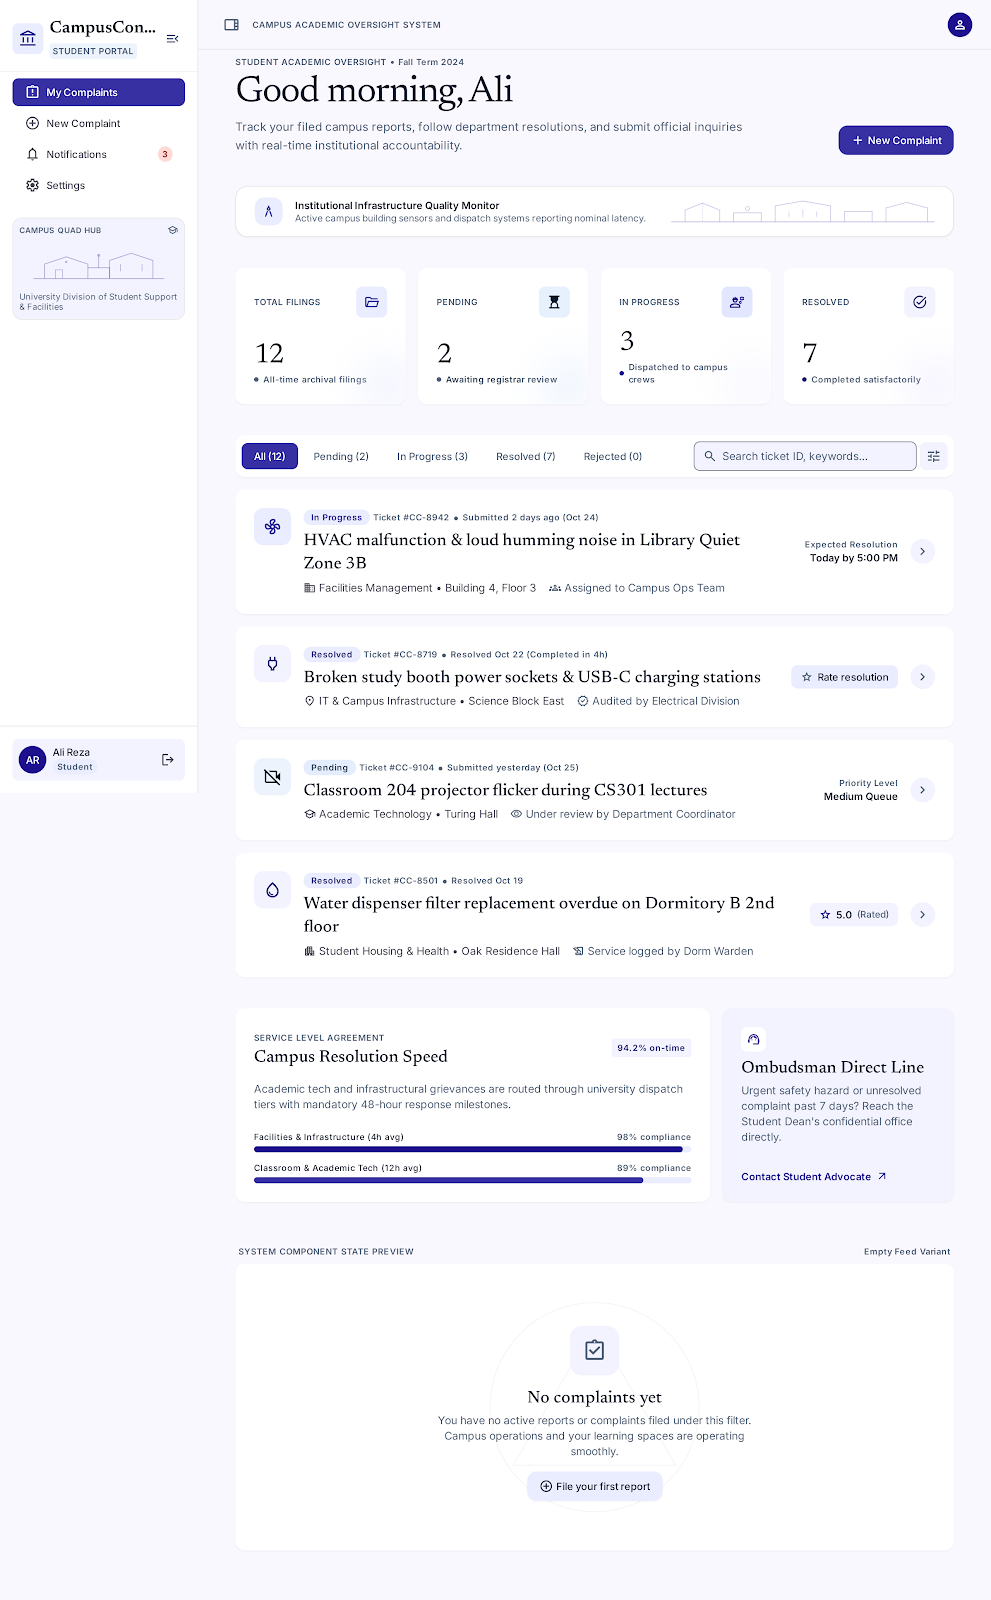 CampusCon...
STUDENT PORTAL
My Complaints
New Complaint
Notifications 3
Settings
CAMPUS QUAD HUB
University Division of Student Support
& Facilities
AR Ali Reza
Student
CAMPUS ACADEMIC OVERSIGHT SYSTEM
STUDENT ACADEMIC OVERSIGHT • Fall Term 2024
Good morning, Ali
Track your filed campus reports, follow department resolutions, and submit official inquiries
with real-time institutional accountability.
+ New Complaint
Institutional Infrastructure Quality Monitor
Active campus building sensors and dispatch systems reporting nominal latency.
TOTAL FILINGS
12
• All-time archival filings
PENDING
2
• Awaiting registrar review
IN PROGRESS
3
• Dispatched to campus
crews
RESOLVED
7
• Completed satisfactorily
All (12) Pending (2) In Progress (3) Resolved (7) Rejected (0) Search ticket ID, keywords...
In Progress Ticket #CC-8942 • Submitted 2 days ago (Oct 24)
HVAC malfunction & loud humming noise in Library Quiet
Zone 3B
Facilities Management • Building 4, Floor 3 Assigned to Campus Ops Team
Expected Resolution
Today by 5:00 PM
Resolved Ticket #CC-8719 • Resolved Oct 22 (Completed in 4h)
Broken study booth power sockets & USB-C charging stations
IT & Campus Infrastructure • Science Block East Audited by Electrical Division
Rate resolution
Pending Ticket #CC-9104 • Submitted yesterday (Oct 25)
Classroom 204 projector flicker during CS301 lectures
Academic Technology • Turing Hall Under review by Department Coordinator
Priority Level
Medium Queue
Resolved Ticket #CC-8501 • Resolved Oct 19
Water dispenser filter replacement overdue on Dormitory B 2nd
floor
Student Housing & Health • Oak Residence Hall Service logged by Dorm Warden
5.0 (Rated)
SERVICE LEVEL AGREEMENT
Campus Resolution Speed
94.2% on-time
Academic tech and infrastructural grievances are routed through university dispatch
tiers with mandatory 48-hour response milestones.
Facilities & Infrastructure (4h avg) 98% compliance
Classroom & Academic Tech (12h avg) 89% compliance
Ombudsman Direct Line
Urgent safety hazard or unresolved
complaint past 7 days? Reach the
Student Dean's confidential office
directly.
Contact Student Advocate
SYSTEM COMPONENT STATE PREVIEW Empty Feed Variant
No complaints yet
You have no active reports or complaints filed under this filter.
Campus operations and your learning spaces are operating
smoothly.
File your first report